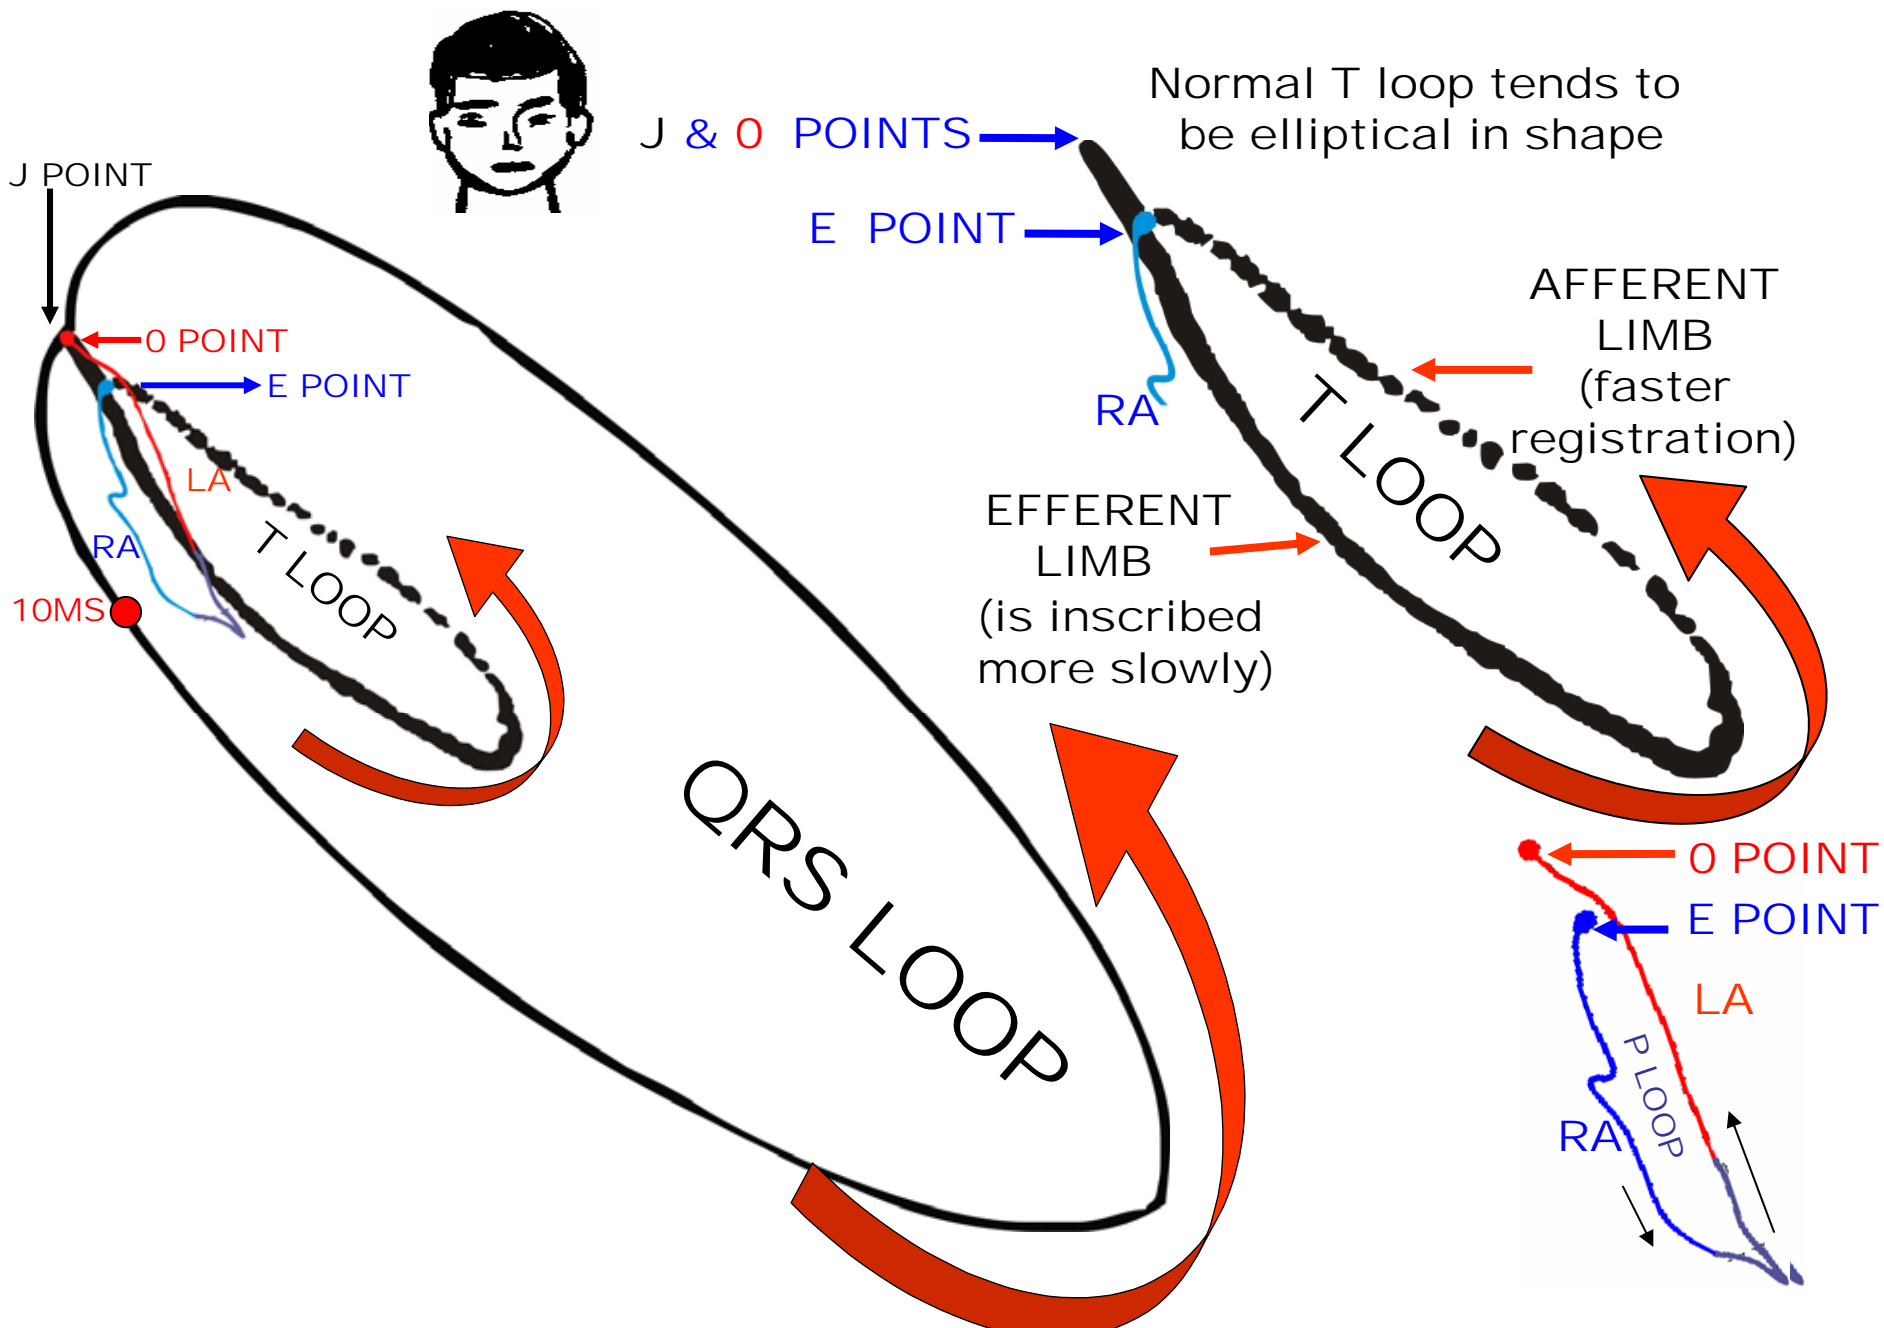 Normal T loop tends to
be elliptical in shape
J & 0 POINTS
E POINT
J POINT
0 POINT
E POINT
LA
RA
T LOOP
10MS
QRS LOOP
RA
T LOOP
AFFERENT
LIMB
(faster
registration)
EFFERENT
LIMB
(is inscribed
more slowly)
0 POINT
E POINT
LA
P LOOP
RA